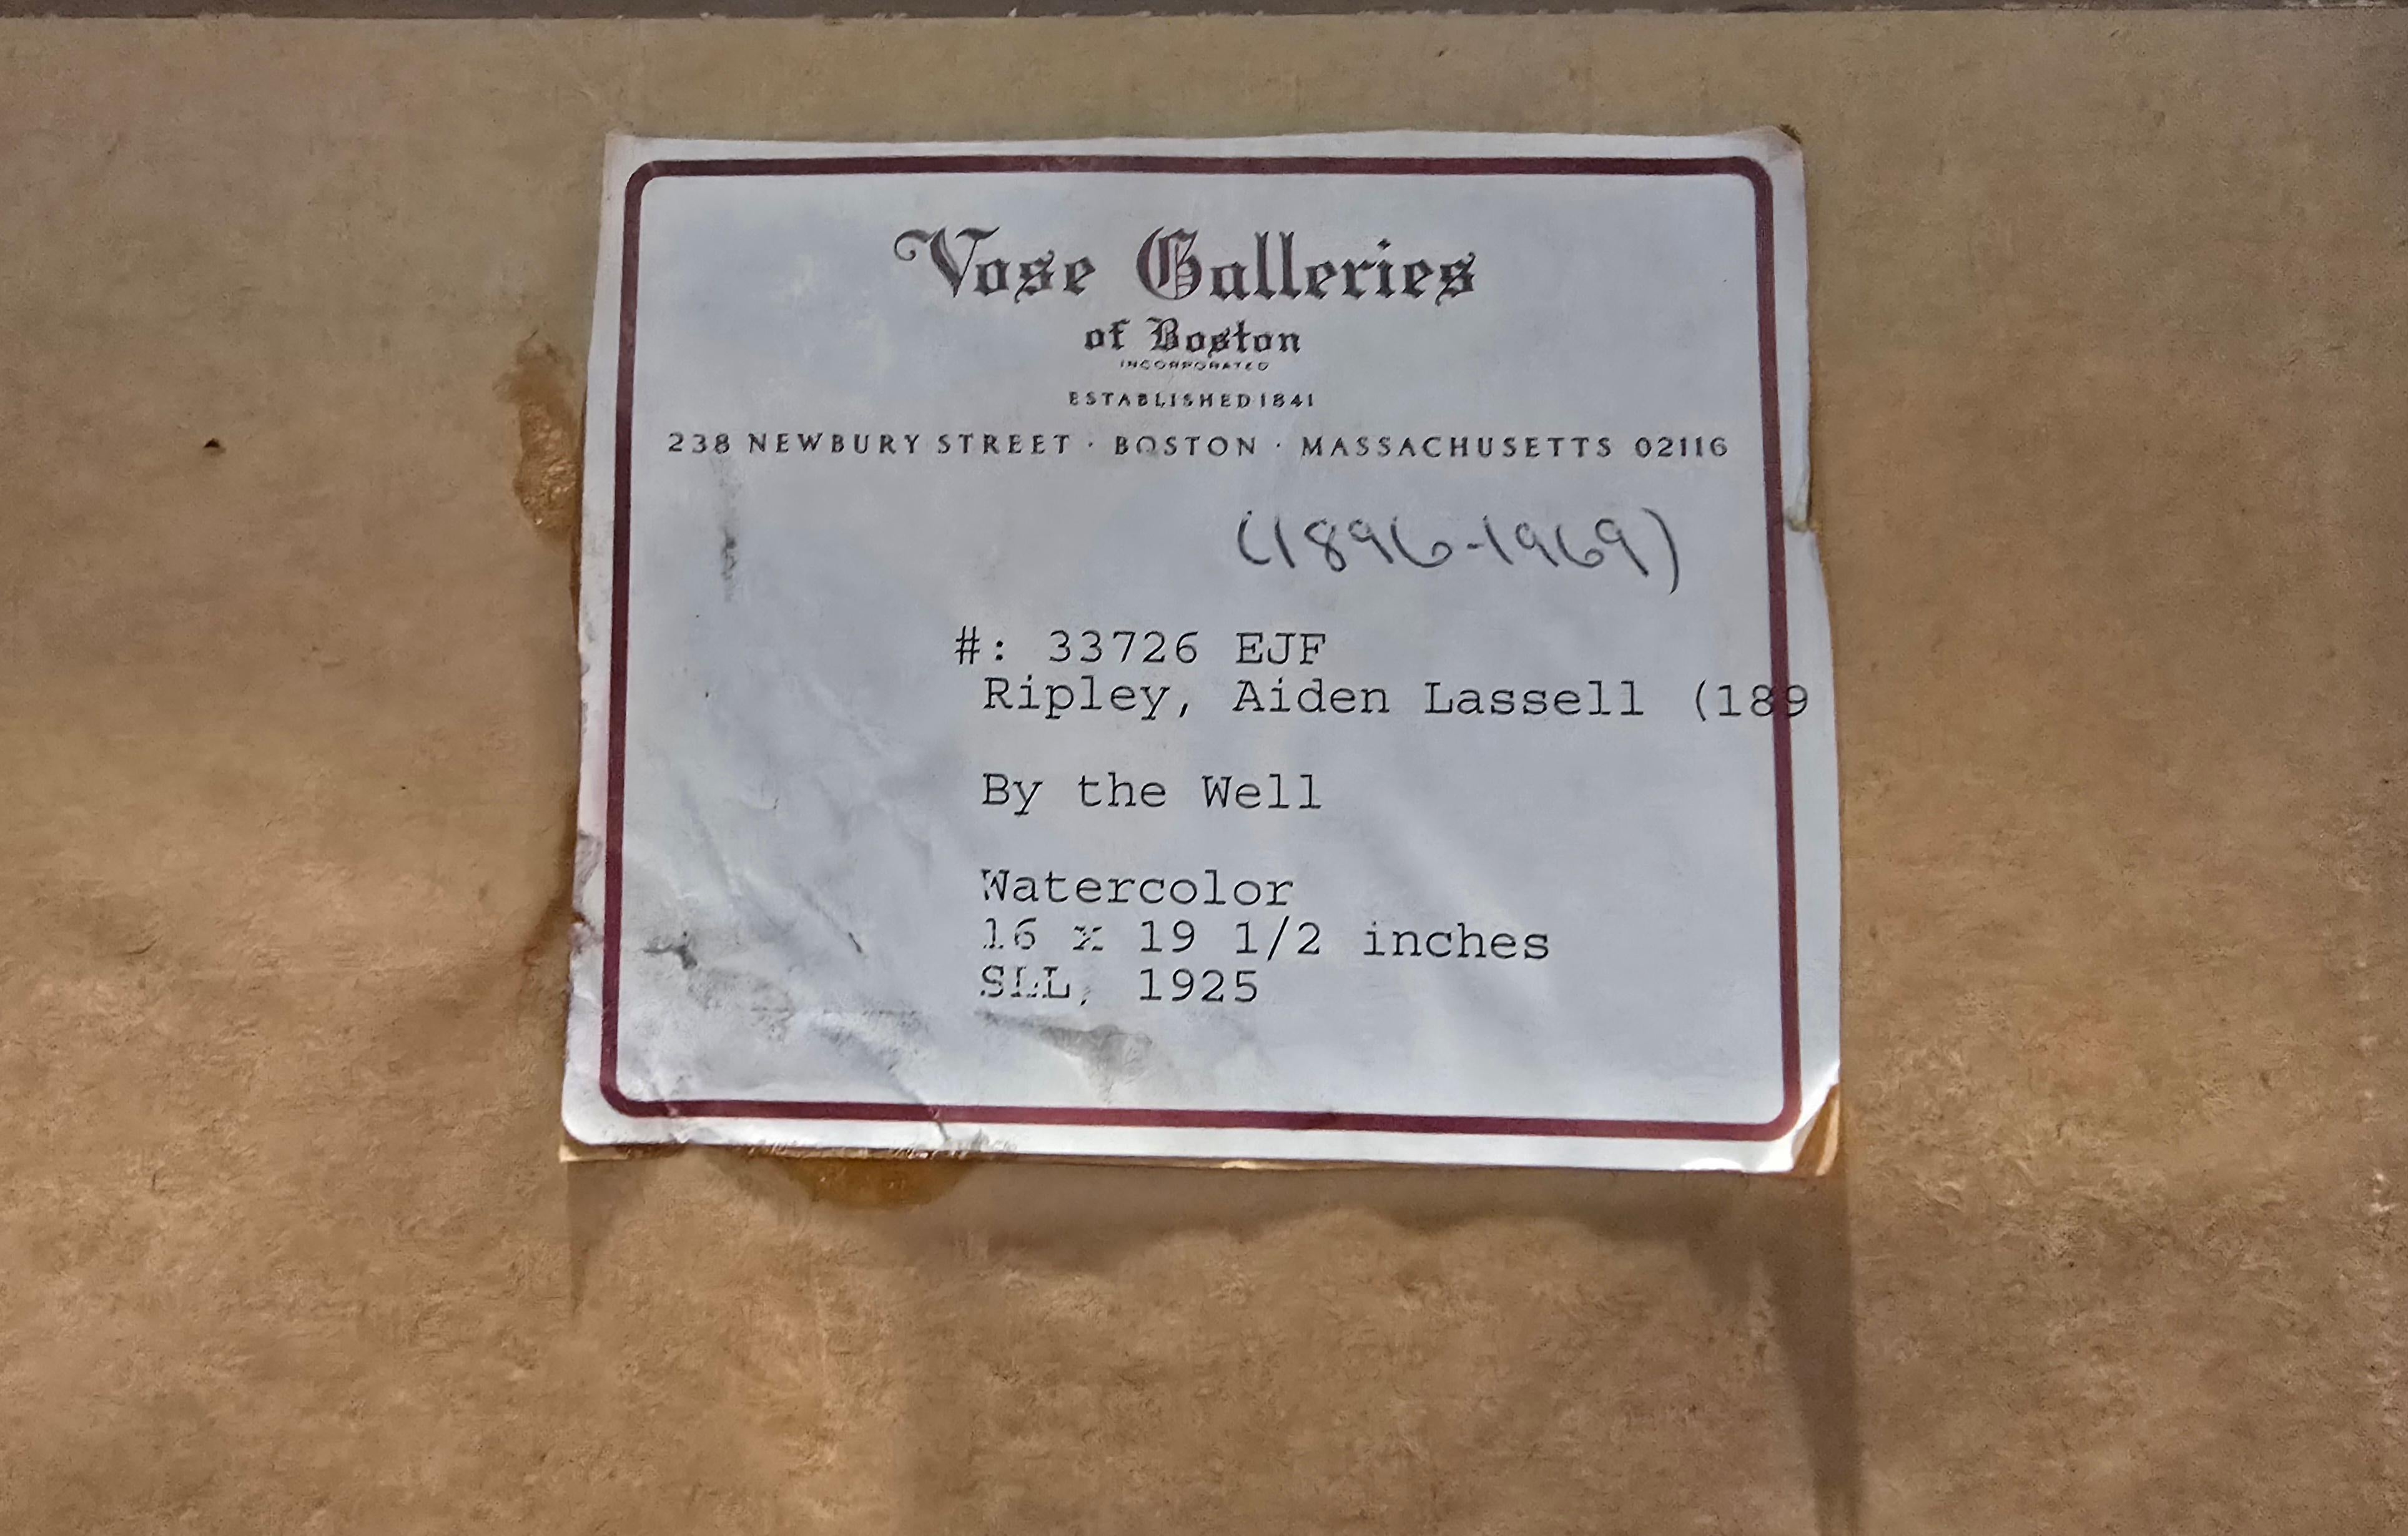 Vose Galleries
of Boston
INCORPORATED
ESTABLISHED 1841
238 NEWBURY STREET · BOSTON · MASSACHUSETTS 02116
(1896-1969)
#: 33726 EJF
Ripley, Aiden Lassell (189
By the Well
Watercolor
16 x 19 1/2 inches
SLL, 1925